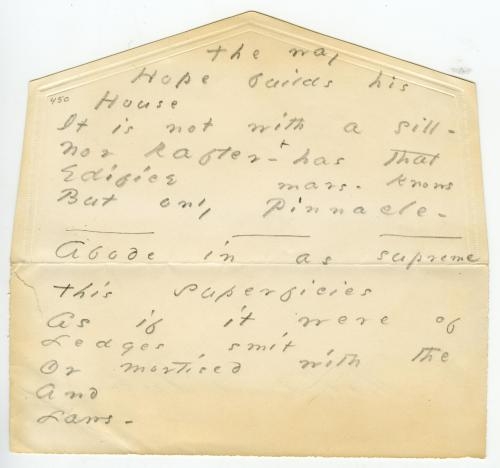 The way
Hope builds his
House
450
It is not with a sill -
Nor Rafter - + has that
Edifice mars - Knows
But only Pinnacle -
Abode in as supreme
This superficies
As if it were of
Ledges smit
Or mortised with the
And
Laws -